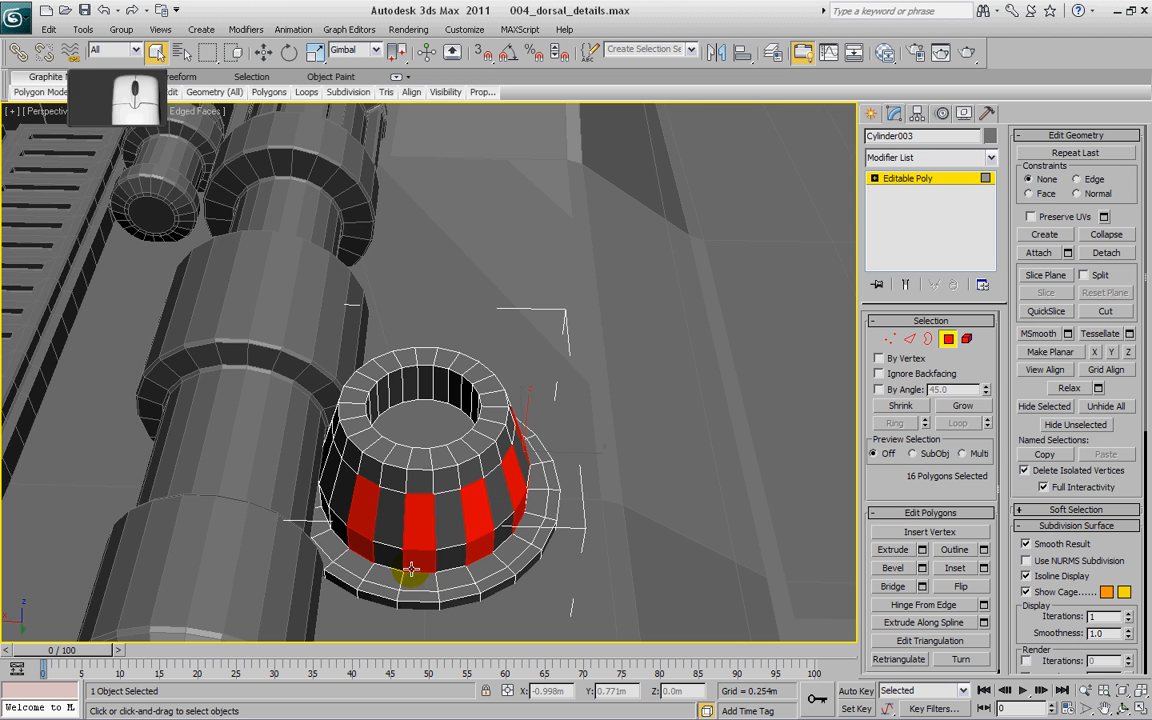 Autodesk 3ds Max 2011 004_dorsal_details.max
Type a keyword or phrase
Edit Tools Group Views Create Modifiers Animation Graph Editors Rendering Customize MAXScript Help
All Gimbal Create Selection Se
Graphite reeform Selection Object Paint
Polygon Mode dit Geometry (All) Polygons Loops Subdivision Tris Align Visibility Prop...
[ + ] [ Perspectiv Edged Faces ]
Cylinder003
Modifier List
Editable Poly
Selection
By Vertex
Ignore Backfacing
By Angle: 45.0
Shrink Grow
Ring Loop
Preview Selection
Off SubObj Multi
16 Polygons Selected
Edit Polygons
Insert Vertex
Extrude Outline
Bevel Inset
Bridge Flip
Hinge From Edge
Extrude Along Spline
Edit Triangulation
Retriangulate Turn
Edit Geometry
Repeat Last
Constraints
None Edge
Face Normal
Preserve UVs
Create Collapse
Attach Detach
Slice Plane Split
Slice Reset Plane
QuickSlice Cut
MSmooth Tessellate
Make Planar X Y Z
View Align Grid Align
Relax
Hide Selected Unhide All
Hide Unselected
Named Selections:
Copy Paste
Delete Isolated Vertices
Full Interactivity
Soft Selection
Subdivision Surface
Smooth Result
Use NURMS Subdivision
Isoline Display
Show Cage......
Display
Iterations: 1
Smoothness: 1.0
Render
Iterations: 0
z
0 / 100
0 5 10 15 20 25 30 35 40 45 50 55 60 65 70 75 80 85 90 95 100
1 Object Selected X: -0.998m Y: 0.771m Z: 0.0m Grid = 0.254m Auto Key Selected
Welcome to M Click or click-and-drag to select objects Add Time Tag Set Key Key Filters... 0